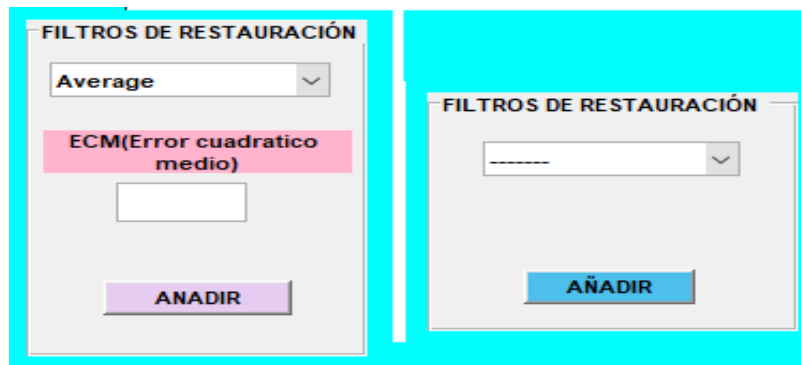 FILTROS DE RESTAURACIÓN
Average
ECM(Error cuadratico
medio)
ANADIR
FILTROS DE RESTAURACIÓN
-------
AÑADIR